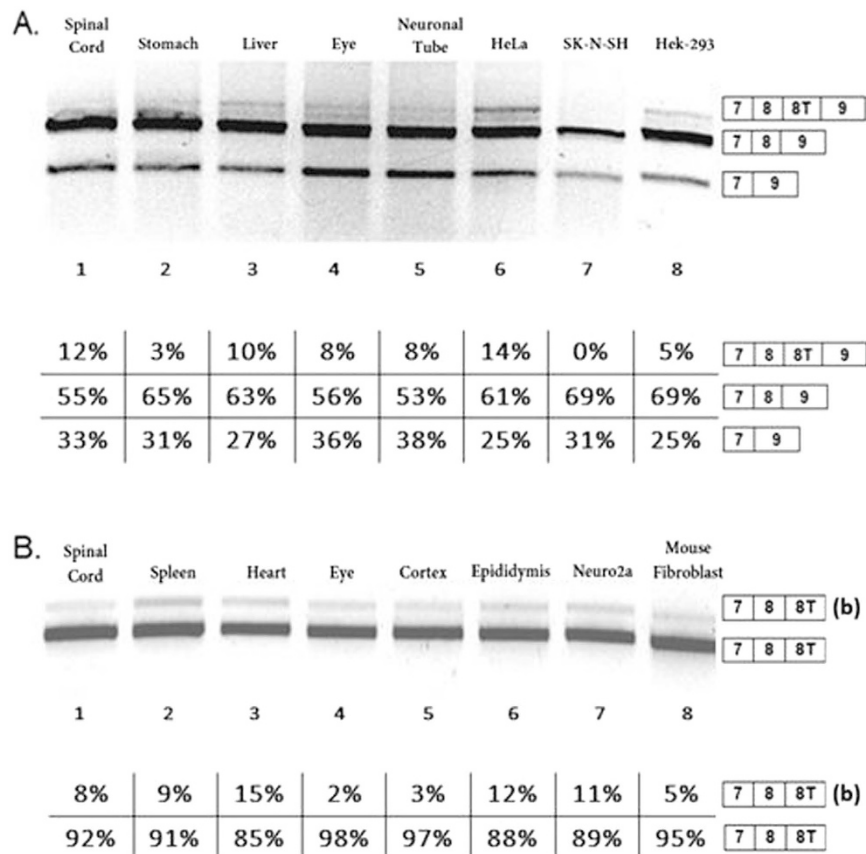 A.
Spinal Cord Stomach Liver Eye Neuronal Tube HeLa SK-N-SH Hek-293
7 8 8T 9
7 8 9
7 9
1 2 3 4 5 6 7 8
12% 3% 10% 8% 8% 14% 0% 5% 7 8 8T 9
55% 65% 63% 56% 53% 61% 69% 69% 7 8 9
33% 31% 27% 36% 38% 25% 31% 25% 7 9
B.
Spinal Cord Spleen Heart Eye Cortex Epididymis Neuro2a Mouse Fibroblast
7 8 8T (b)
7 8 8T
1 2 3 4 5 6 7 8
8% 9% 15% 2% 3% 12% 11% 5% 7 8 8T (b)
92% 91% 85% 98% 97% 88% 89% 95% 7 8 8T